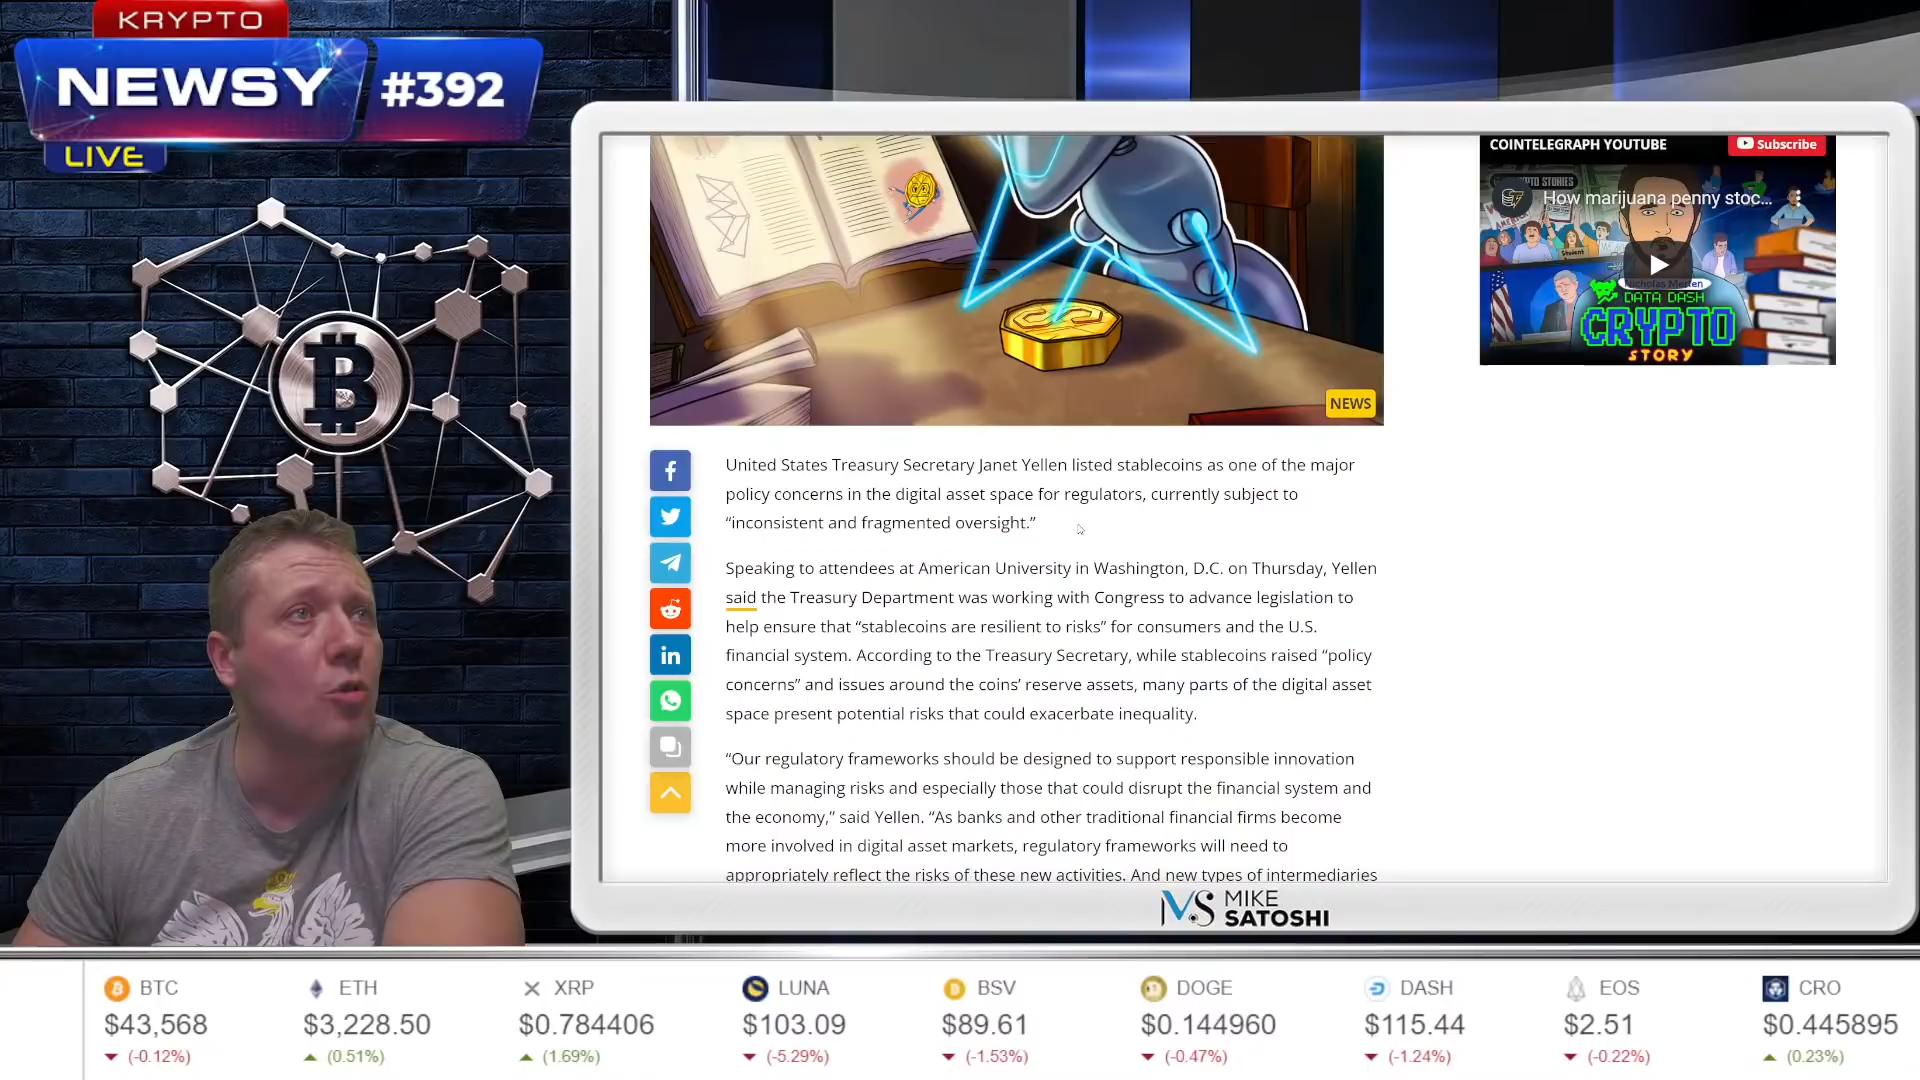 KRYPTO
NEWSY #392
LIVE
B
COINTELEGRAPH YOUTUBE
Subscribe
CRYPTO STORIES
How marijuana penny stoc...
Nicholas Merten
DATA DASH
CRYPTO
STORY
NEWS
United States Treasury Secretary Janet Yellen listed stablecoins as one of the major
policy concerns in the digital asset space for regulators, currently subject to
“inconsistent and fragmented oversight.”
Speaking to attendees at American University in Washington, D.C. on Thursday, Yellen
said the Treasury Department was working with Congress to advance legislation to
help ensure that “stablecoins are resilient to risks” for consumers and the U.S.
financial system. According to the Treasury Secretary, while stablecoins raised “policy
concerns” and issues around the coins’ reserve assets, many parts of the digital asset
space present potential risks that could exacerbate inequality.
“Our regulatory frameworks should be designed to support responsible innovation
while managing risks and especially those that could disrupt the financial system and
the economy,” said Yellen. “As banks and other traditional financial firms become
more involved in digital asset markets, regulatory frameworks will need to
appropriately reflect the risks of these new activities. And new types of intermediaries
MS MIKE
SATOSHI
BTC ETH XRP LUNA BSV DOGE DASH EOS CRO
$43,568 $3,228.50 $0.784406 $103.09 $89.61 $0.144960 $115.44 $2.51 $0.445895
(-0.12%) (0.51%) (1.69%) (-5.29%) (-1.53%) (-0.47%) (-1.24%) (-0.22%) (0.23%)